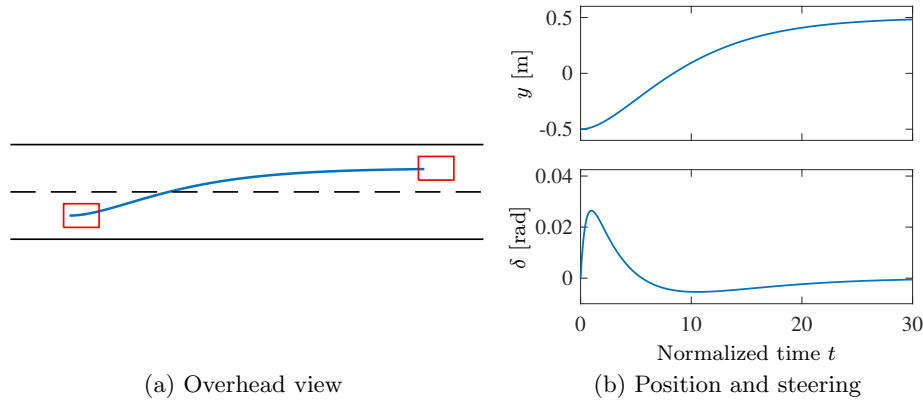 0.5
0
-0.5
y [m]
0.04
0.02
0
δ [rad]
0 10 20 30
Normalized time t
(a) Overhead view
(b) Position and steering